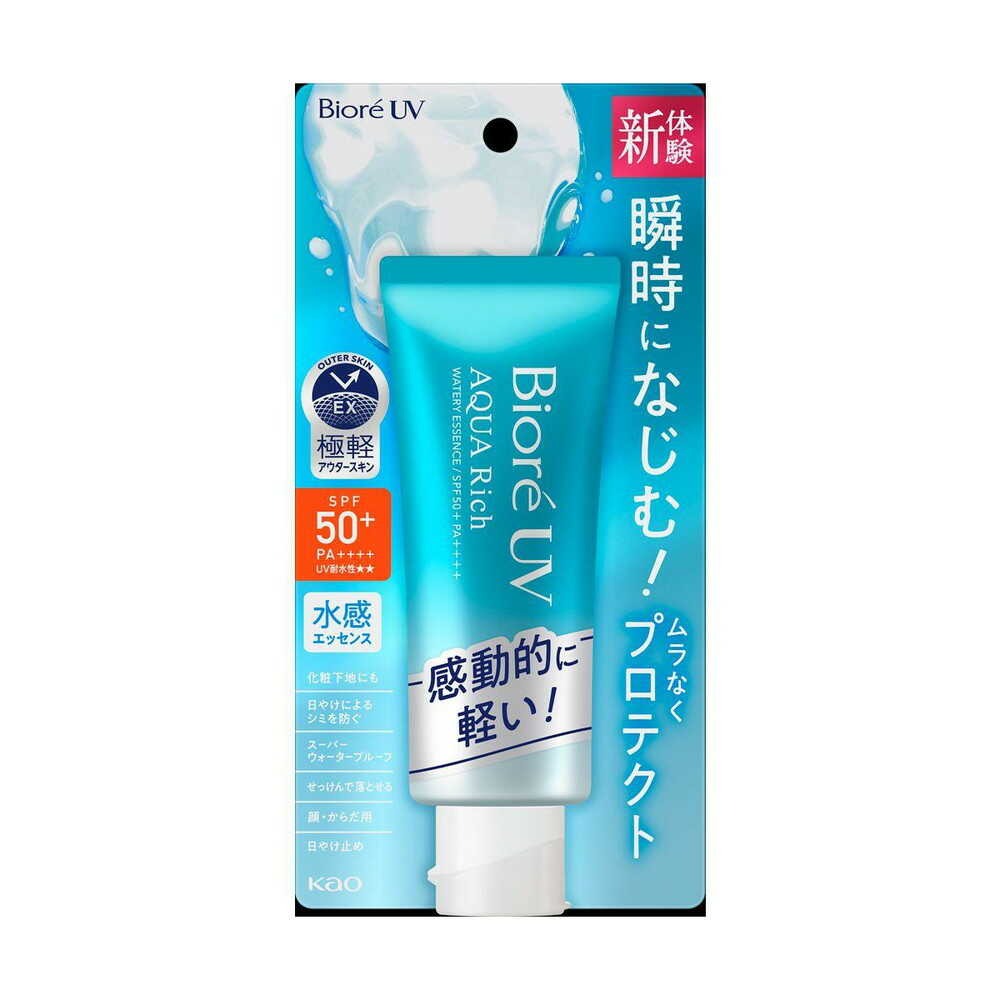 Bioré UV
新体験
瞬時になじむ!
ムラなく
プロテクト
OUTER SKIN
EX
極軽
アウタースキン
SPF
50+
PA++++
UV耐水性★★
水感
エッセンス
化粧下地にも
日やけによる
シミを防ぐ
スーパー
ウォータープルーフ
せっけんで落とせる
顔・からだ用
日やけ止め
Kao
Bioré UV
AQUA Rich
WATERY ESSENCE / SPF50+ PA++++
感動的に
軽い!